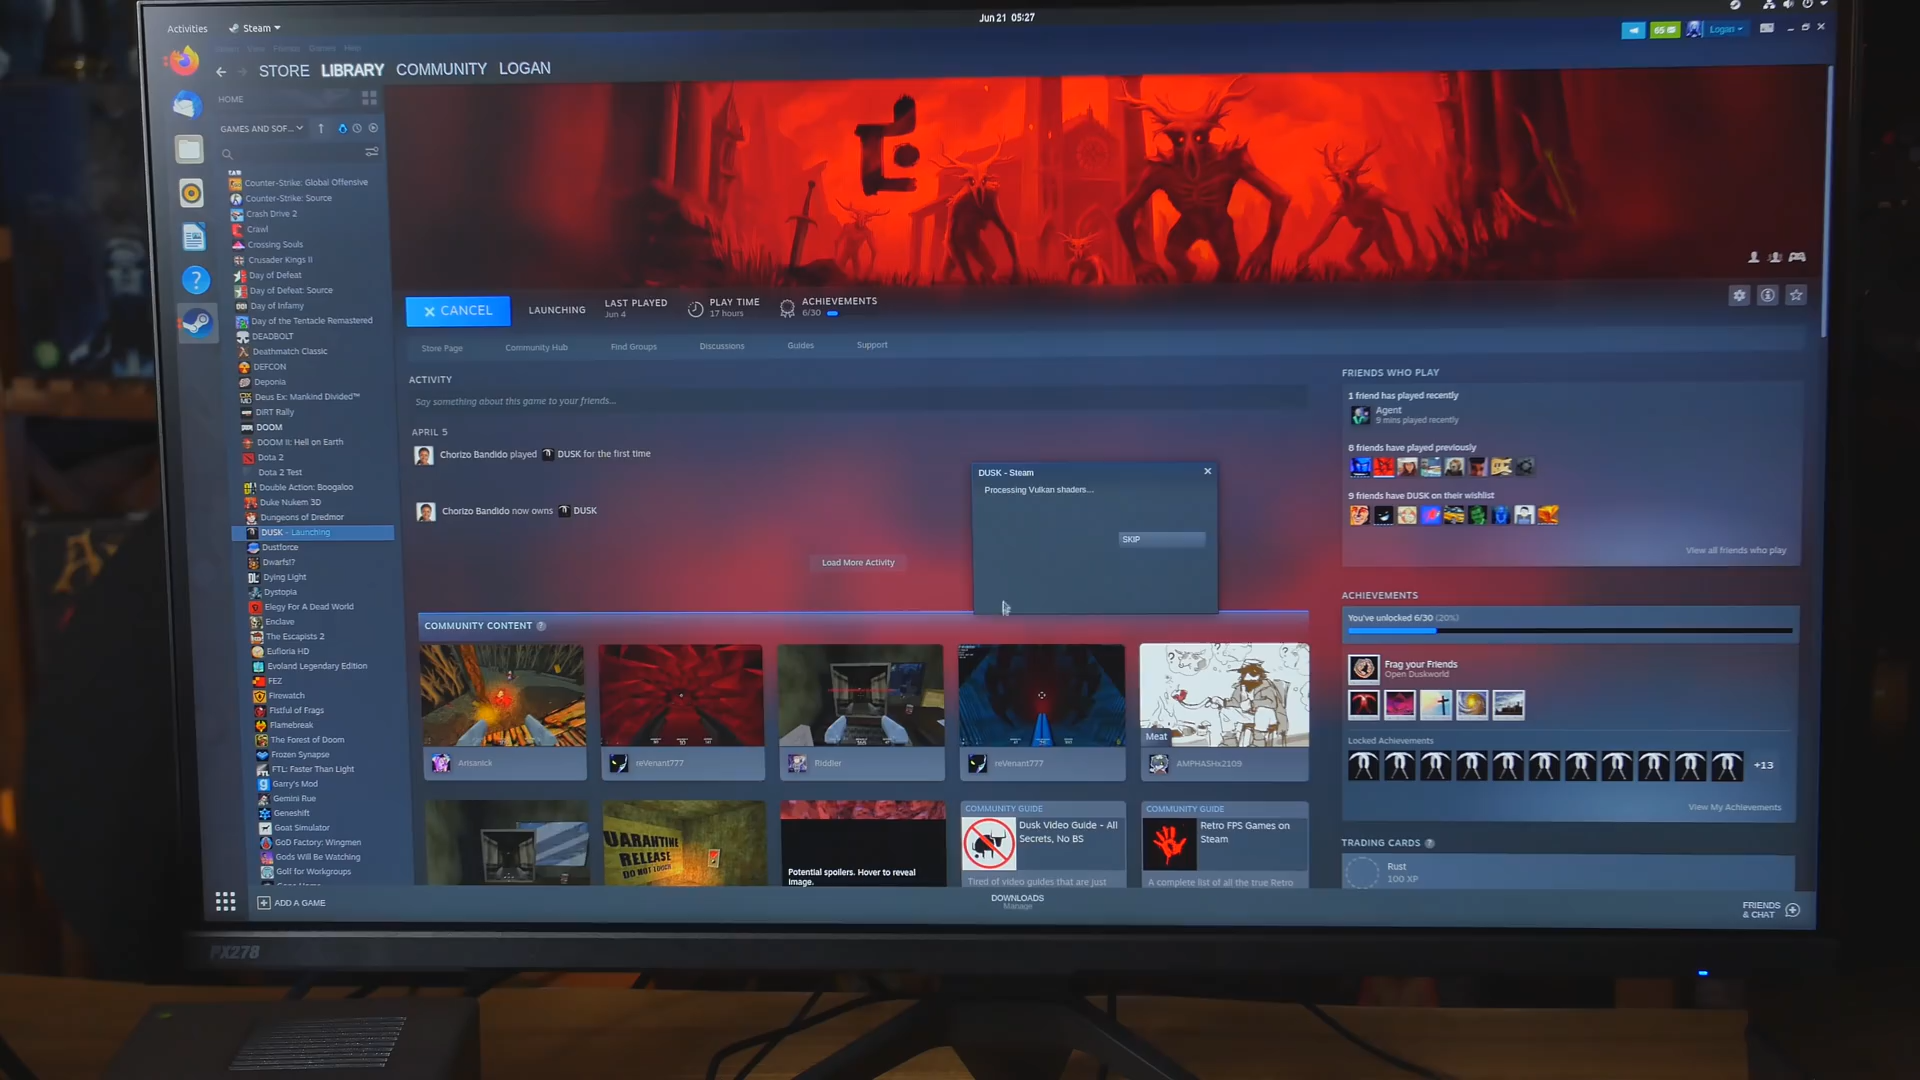 Activities
Steam
Jun 21 05:27
65
Logan
STORE LIBRARY COMMUNITY LOGAN
HOME
GAMES AND SOF...
Counter-Strike: Global Offensive
Counter-Strike: Source
Crash Drive 2
Crawl
Crossing Souls
Crusader Kings II
Day of Defeat
Day of Defeat: Source
Day of Infamy
Day of the Tentacle Remastered
DEADBOLT
Deathmatch Classic
DEFCON
Deponia
Deus Ex: Mankind Divided™
DiRT Rally
DOOM
DOOM II: Hell on Earth
Dota 2
Dota 2 Test
Double Action: Boogaloo
Duke Nukem 3D
Dungeons of Dredmor
DUSK - Launching
Dustforce
Dwarfs!?
Dying Light
Dystopia
Elegy For A Dead World
Enclave
The Escapists 2
Eufloria HD
Evoland Legendary Edition
FEZ
Firewatch
Fistful of Frags
Flamebreak
The Forest of Doom
Frozen Synapse
FTL: Faster Than Light
Garry's Mod
Gemini Rue
Geneshift
Goat Simulator
GoD Factory: Wingmen
Gods Will Be Watching
Golf for Workgroups
ADD A GAME
CANCEL
LAUNCHING
LAST PLAYED
Jun 4
PLAY TIME
17 hours
ACHIEVEMENTS
6/30
Store Page
Community Hub
Find Groups
Discussions
Guides
Support
ACTIVITY
Say something about this game to your friends...
APRIL 5
Chorizo Bandido played DUSK for the first time
Chorizo Bandido now owns DUSK
Load More Activity
DUSK - Steam
Processing Vulkan shaders...
SKIP
COMMUNITY CONTENT
Meat
Arisanick
reVenant777
Riddler
reVenant777
AMPHASHx2109
UARANTINE
RELEASE
DO NOT
Potential spoilers. Hover to reveal
image.
COMMUNITY GUIDE
Dusk Video Guide - All
Secrets, No BS
Tired of video guides that are just
COMMUNITY GUIDE
Retro FPS Games on
Steam
A complete list of all the true Retro
FRIENDS WHO PLAY
1 friend has played recently
Agent
9 mins played recently
8 friends have played previously
9 friends have DUSK on their wishlist
View all friends who play
ACHIEVEMENTS
You've unlocked 6/30 (20%)
Frag your Friends
Open Duskworld
Locked Achievements
+13
View My Achievements
TRADING CARDS
Rust
100 XP
DOWNLOADS
Manage
FRIENDS
& CHAT
PX278